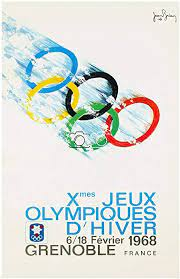 Xmes JEUX
OLYMPIQUES
D'HIVER
6/18 Février 1968
GRENOBLE FRANCE